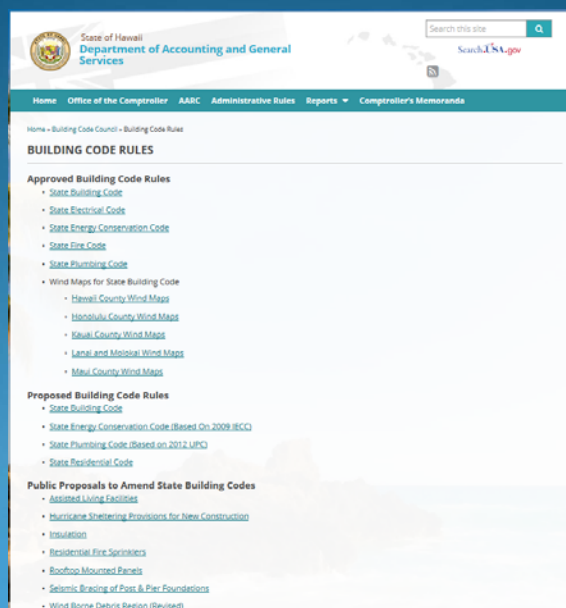 State of Hawaii
Department of Accounting and General
Services
Search this site
Search.USA.gov
Home Office of the Comptroller AARC Administrative Rules Reports Comptroller's Memoranda
Home » Building Code Council » Building Code Rules
BUILDING CODE RULES
Approved Building Code Rules
State Building Code
State Electrical Code
State Energy Conservation Code
State Fire Code
State Plumbing Code
Wind Maps for State Building Code
Hawaii County Wind Maps
Honolulu County Wind Maps
Kauai County Wind Maps
Lanai and Molokai Wind Maps
Maui County Wind Maps
Proposed Building Code Rules
State Building Code
State Energy Conservation Code (Based On 2009 IECC)
State Plumbing Code (Based on 2012 UPC)
State Residential Code
Public Proposals to Amend State Building Codes
Assisted Living Facilities
Hurricane Sheltering Provisions for New Construction
Insulation
Residential Fire Sprinklers
Rooftop Mounted Panels
Seismic Bracing of Post & Pier Foundations
Wind Borne Debris Region (Revised)